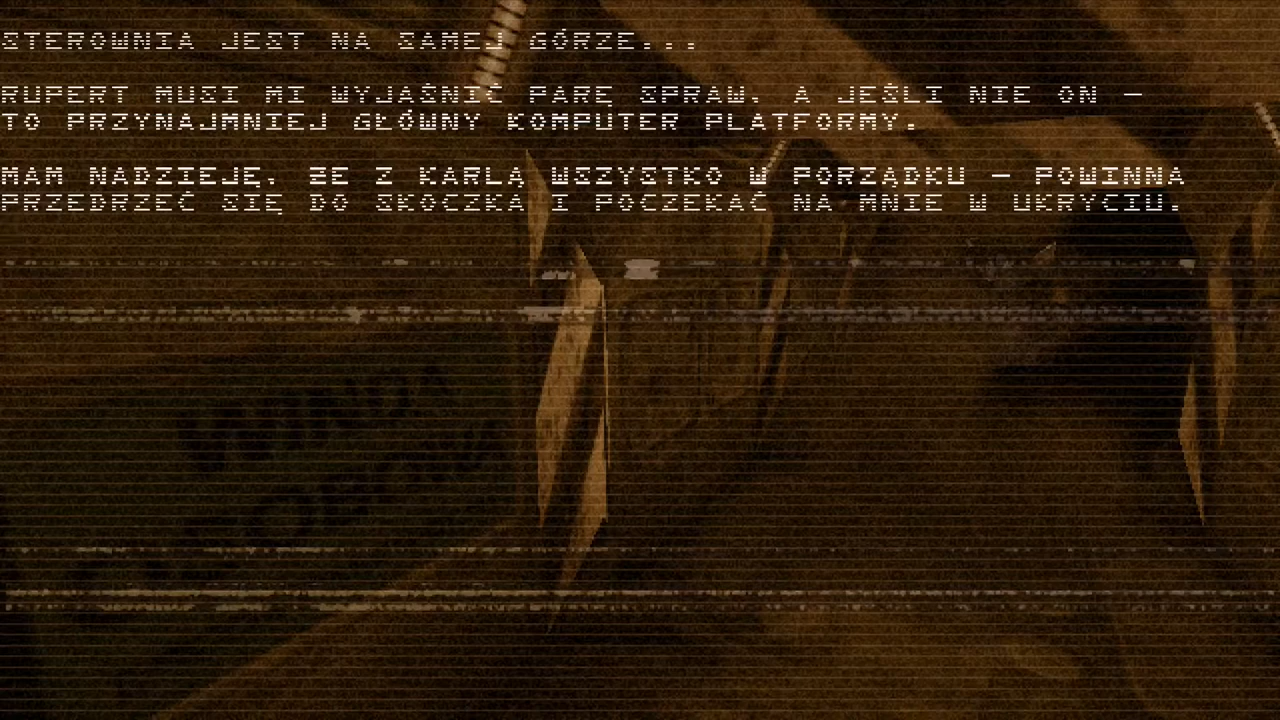 STEROWNIA JEST NA SAMEJ GÓRZE...
RUPERT MUSI MI WYJAŚNIĆ PARĘ SPRAW. A JEŚLI NIE ON –
TO PRZYNAJMNIEJ GŁÓWNY KOMPUTER PLATFORMY.
MAM NADZIEJĘ, ŻE Z KARLĄ WSZYSTKO W PORZĄDKU – POWINNA
PRZEDRZEĆ SIĘ DO SKOCZKA I POCZEKAĆ NA MNIE W UKRYCIU.
WINDA